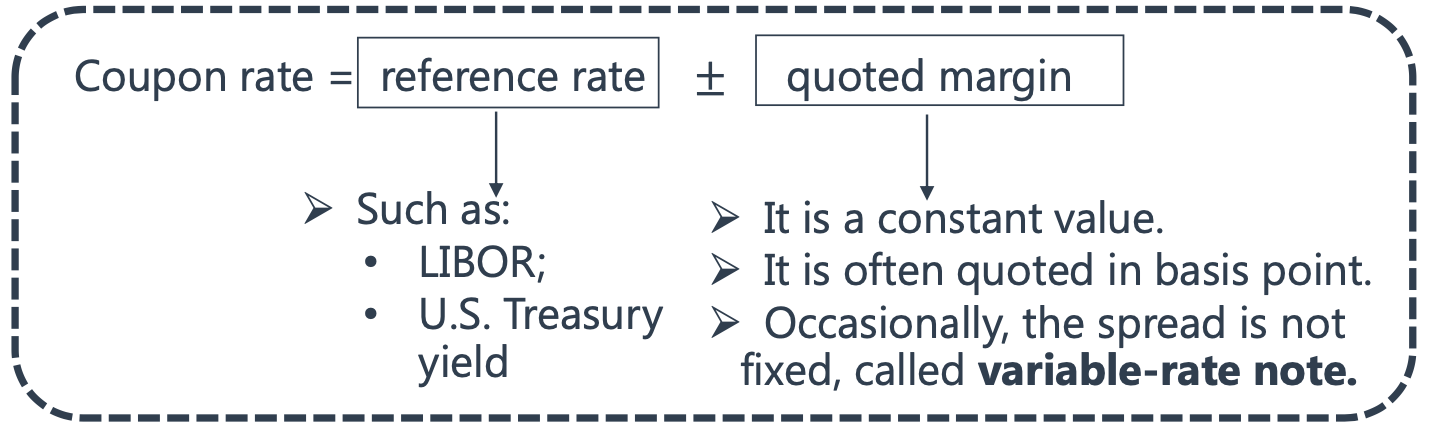 Coupon rate = reference rate ± quoted margin
➢ Such as:
• LIBOR;
• U.S. Treasury
yield
➢ It is a constant value.
➢ It is often quoted in basis point.
➢ Occasionally, the spread is not
fixed, called variable-rate note.